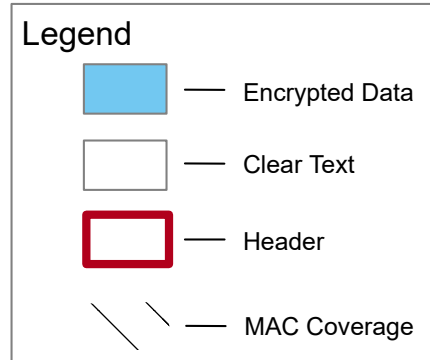 Legend
Encrypted Data
Clear Text
Header
MAC Coverage